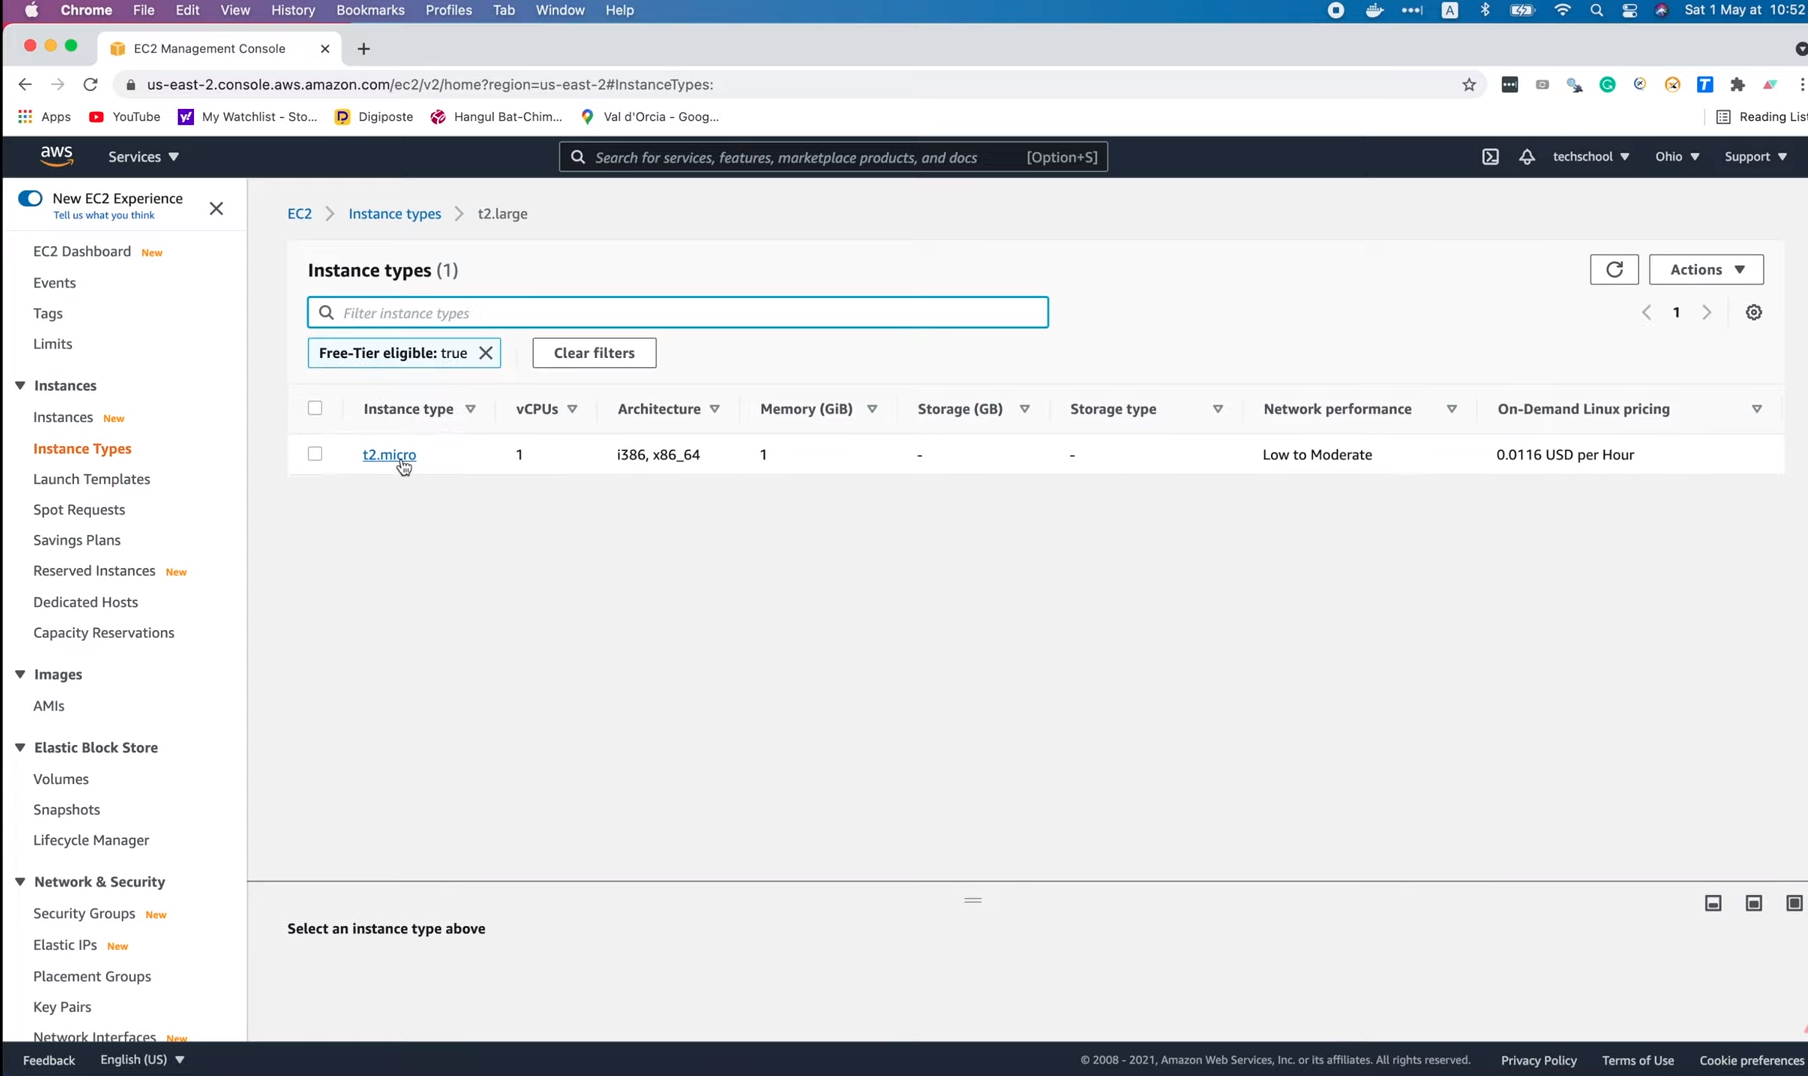 Chrome File Edit View History Bookmarks Profiles Tab Window Help A Sat 1 May at 10:52
EC2 Management Console
us-east-2.console.aws.amazon.com/ec2/v2/home?region=us-east-2#InstanceTypes:
Apps YouTube My Watchlist - Sto... Digiposte Hangul Bat-Chim... Val d'Orcia - Goog... Reading List
aws Services Search for services, features, marketplace products, and docs [Option+S] techschool Ohio Support
New EC2 Experience
Tell us what you think
EC2 Dashboard New
Events
Tags
Limits
Instances
Instances New
Instance Types
Launch Templates
Spot Requests
Savings Plans
Reserved Instances New
Dedicated Hosts
Capacity Reservations
Images
AMIs
Elastic Block Store
Volumes
Snapshots
Lifecycle Manager
Network & Security
Security Groups New
Elastic IPs New
Placement Groups
Key Pairs
Network Interfaces New
EC2 > Instance types > t2.large
Instance types (1)
Actions
Filter instance types
1
Free-Tier eligible: true
Clear filters
Instance type vCPUs Architecture Memory (GiB) Storage (GB) Storage type Network performance On-Demand Linux pricing
t2.micro 1 i386, x86_64 1 - - Low to Moderate 0.0116 USD per Hour
Select an instance type above
Feedback English (US) © 2008 - 2021, Amazon Web Services, Inc. or its affiliates. All rights reserved. Privacy Policy Terms of Use Cookie preferences